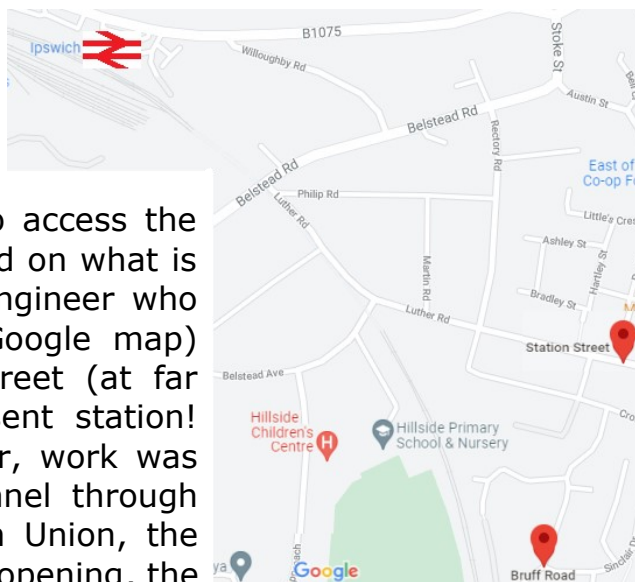 B1075
Ipswich
Willoughby Rd
Stoke St
Austin St
Belstead Rd
Rectory Rd
East of
Co-op Fo
Belstead Rd
Philip Rd
Luther Rd
Little's Cres
Ashley St
Hartley St
Martin Rd
Bradley St
Luther Rd
Station Street
Belstead Ave
Hillside
Children's
Centre
H
Hillside Primary
School & Nursery
Sinclair D
Google
Bruff Road
access the
d on what is
ngineer who
Google map)
reet (at far
sent station!
r, work was
nnel through
n Union, the
opening, the